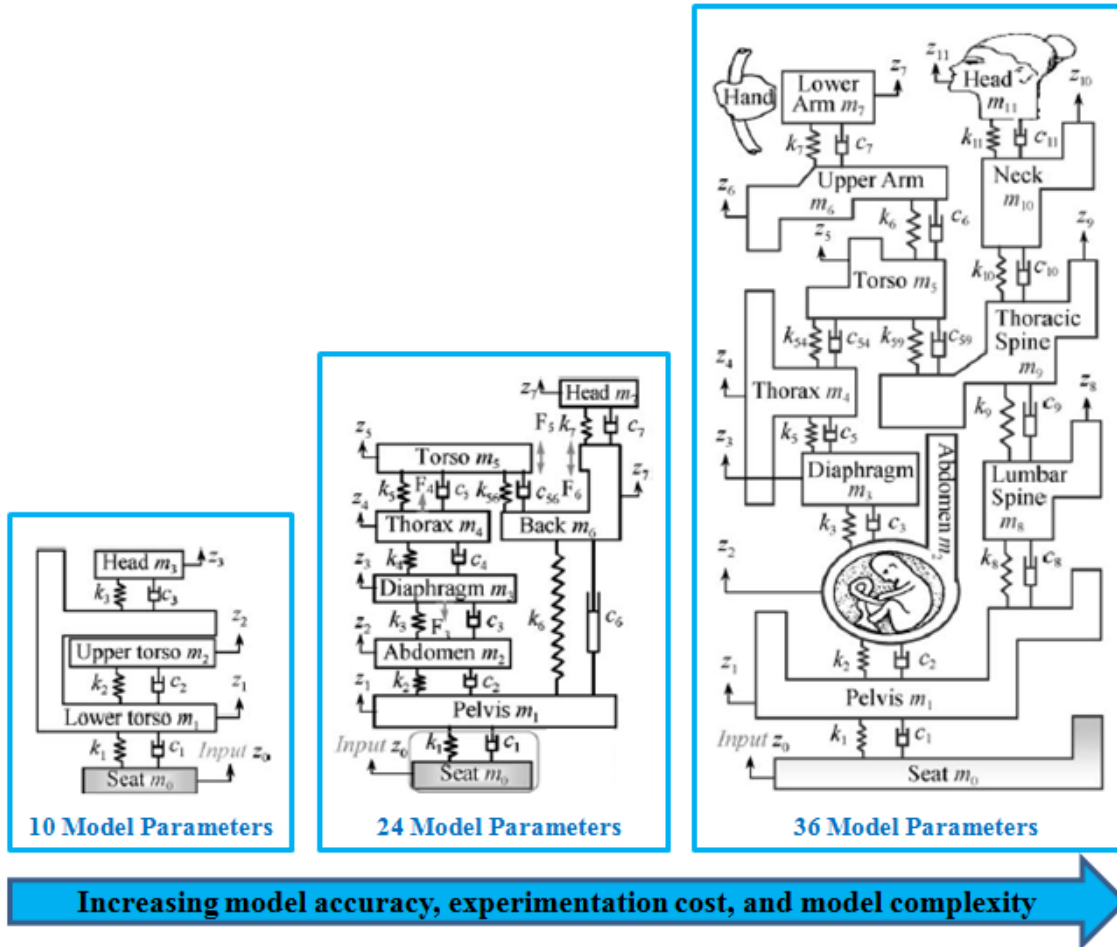 Head m₃
z₃
k₃
c₃
z₂
Upper torso m₂
k₂
c₂
z₁
Lower torso m₁
k₁
c₁
Input z₀
Seat m₀
10 Model Parameters
z₇
Head m₇
F₅
k₇
c₇
z₅
Torso m₅
k₅
F₄
c₅
k₅₆
c₅₆
F₆
z₇
z₄
Thorax m₄
Back m₆
k₄
c₄
z₃
Diaphragm m₃
k₃
F₃
c₃
k₆
c₆
z₂
Abdomen m₂
k₂
c₂
z₁
Pelvis m₁
Input z₀
k₁
c₁
Seat m₀
24 Model Parameters
Hand
Lower
Arm m₇
z₇
z₁₁
Head
m₁₁
z₁₀
k₇
c₇
k₁₁
c₁₁
z₆
Upper Arm
m₆
Neck
m₁₀
k₆
c₆
z₅
z₉
Torso m₅
k₁₀
c₁₀
k₅₄
c₅₄
k₅₉
c₅₉
Thoracic
Spine
m₉
z₄
Thorax m₄
z₈
k₉
c₉
z₃
k₅
c₅
Diaphragm
m₃
Abdomen m₂
Lumbar
Spine
m₈
k₃
c₃
z₂
k₈
c₈
k₂
c₂
z₁
Pelvis m₁
Input z₀
k₁
c₁
Seat m₀
36 Model Parameters
Increasing model accuracy, experimentation cost, and model complexity